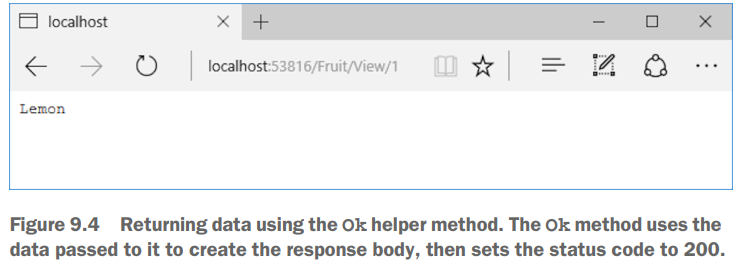 localhost
localhost:53816/Fruit/View/1
Lemon
Figure 9.4 Returning data using the Ok helper method. The Ok method uses the
data passed to it to create the response body, then sets the status code to 200.